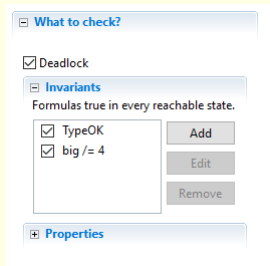 What to check?
Deadlock
Invariants
Formulas true in every reachable state.
TypeOK
big /= 4
Add
Edit
Remove
Properties